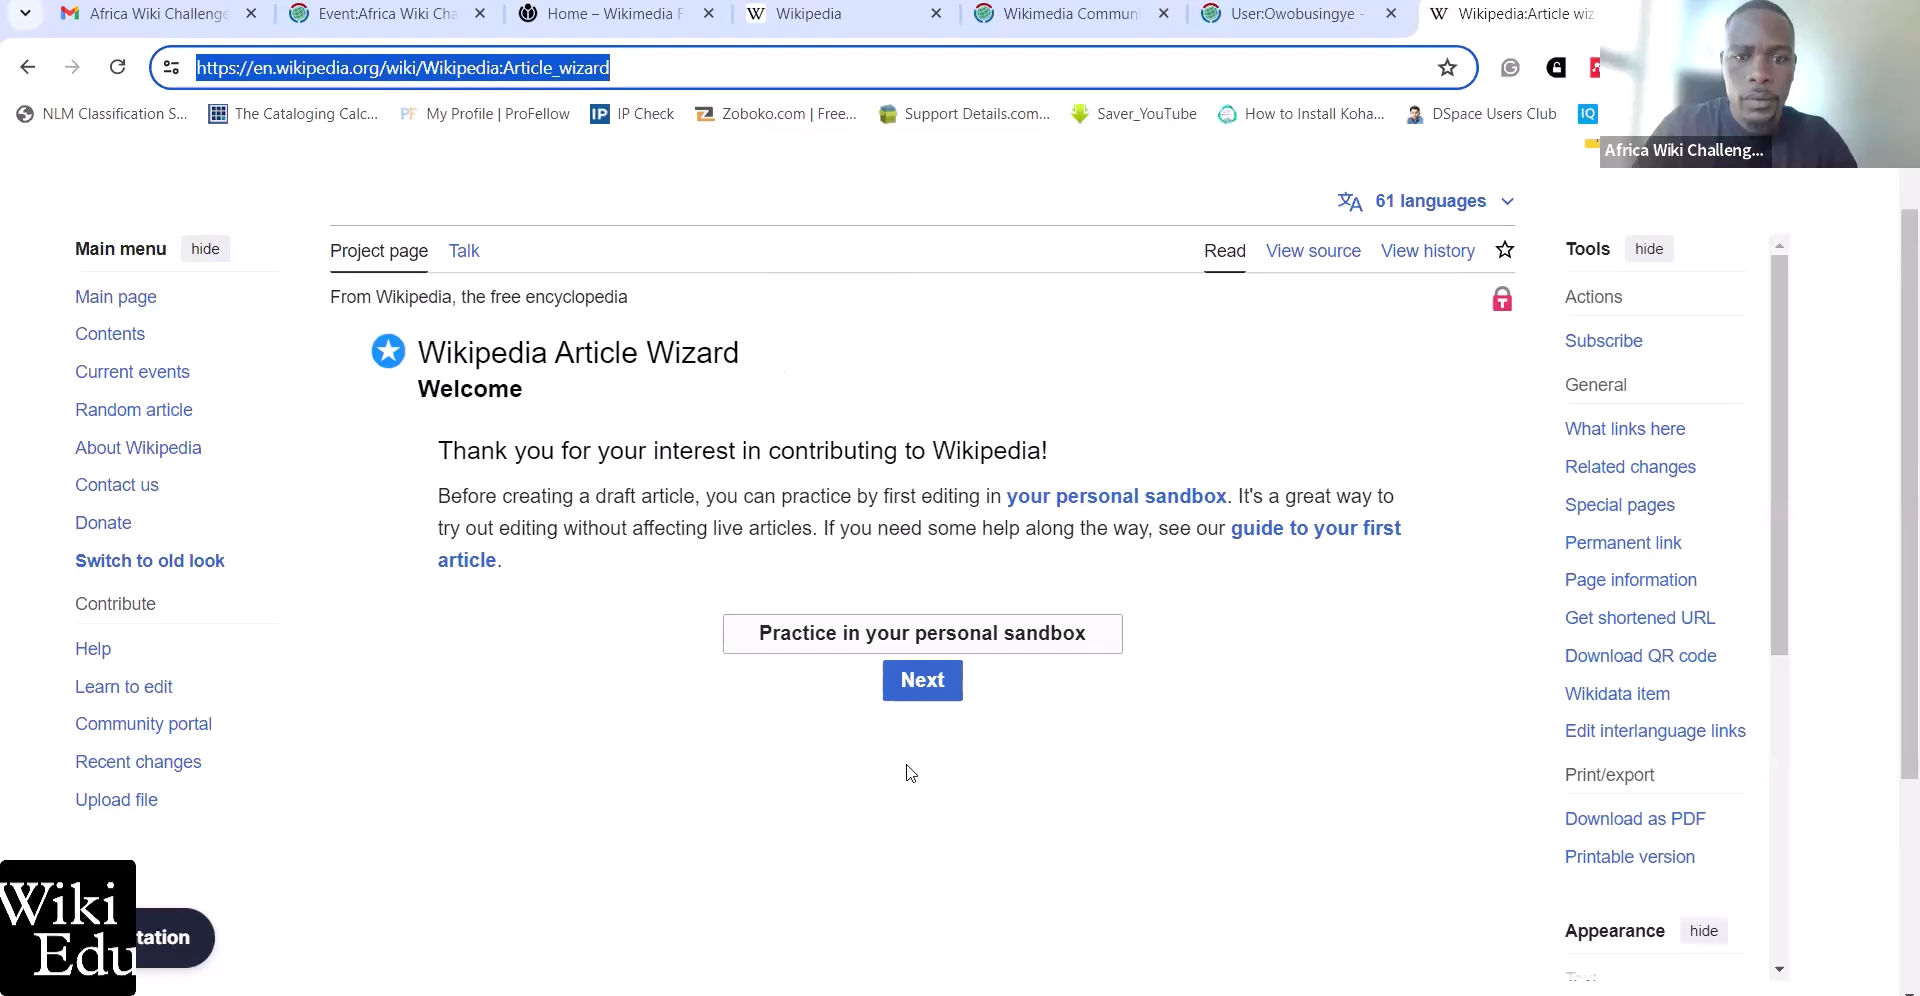 Africa Wiki Challenge
Event:Africa Wiki Cha
Home – Wikimedia F
Wikipedia
Wikimedia Commun
User:Owobusingye -
Wikipedia:Article wiz
https://en.wikipedia.org/wiki/Wikipedia:Article_wizard
NLM Classification S...
The Cataloging Calc...
PF My Profile | ProFellow
IP IP Check
Zoboko.com | Free...
Support Details.com...
Saver_YouTube
How to Install Koha...
DSpace Users Club
IQ
Africa Wiki Challeng...
61 languages
Main menu hide
Main page
Contents
Current events
Random article
About Wikipedia
Contact us
Donate
Switch to old look
Contribute
Help
Learn to edit
Community portal
Recent changes
Upload file
Project page Talk
Read View source View history
From Wikipedia, the free encyclopedia
Wikipedia Article Wizard
Welcome
Thank you for your interest in contributing to Wikipedia!
Before creating a draft article, you can practice by first editing in your personal sandbox. It's a great way to
try out editing without affecting live articles. If you need some help along the way, see our guide to your first
article.
Practice in your personal sandbox
Next
Tools hide
Actions
Subscribe
General
What links here
Related changes
Special pages
Permanent link
Page information
Get shortened URL
Download QR code
Wikidata item
Edit interlanguage links
Print/export
Download as PDF
Printable version
Appearance hide
Text
Wiki
Edu
tation